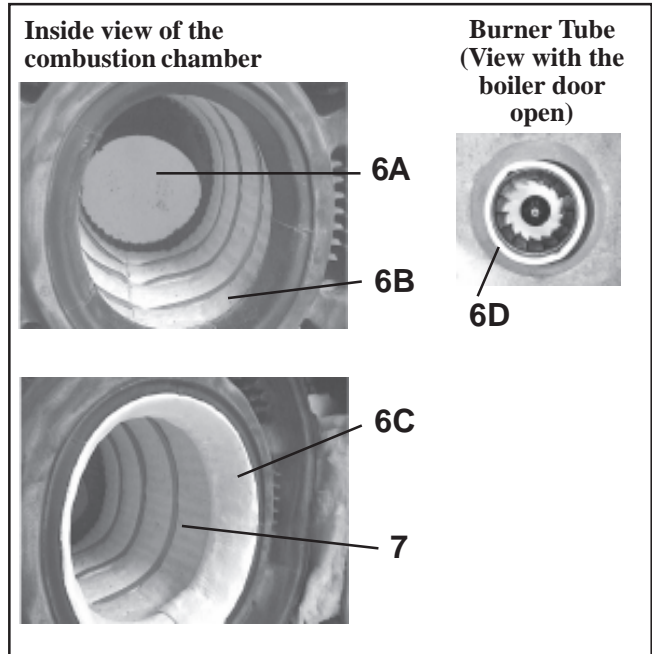 Inside view of the
combustion chamber
Burner Tube
(View with the
boiler door
open)
6A
6B
6D
6C
7